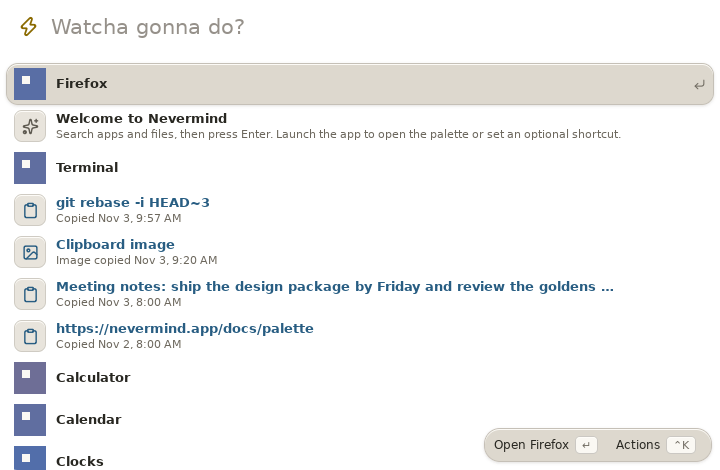 Watcha gonna do?
Firefox
Welcome to Nevermind
Search apps and files, then press Enter. Launch the app to open the palette or set an optional shortcut.
Terminal
git rebase -i HEAD~3
Copied Nov 3, 9:57 AM
Clipboard image
Image copied Nov 3, 9:20 AM
Meeting notes: ship the design package by Friday and review the goldens …
Copied Nov 3, 8:00 AM
https://nevermind.app/docs/palette
Copied Nov 2, 8:00 AM
Calculator
Calendar
Clocks
Open Firefox ↵ Actions ^K